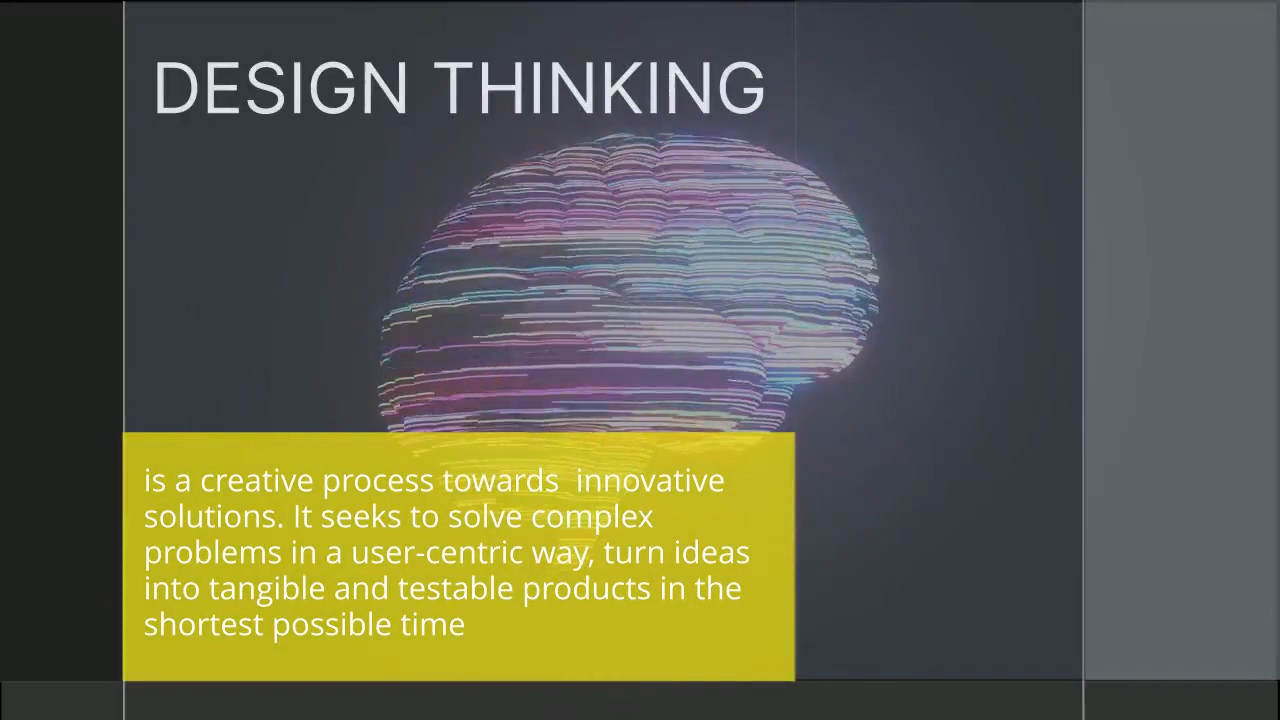 DESIGN THINKING
is a creative process towards  innovative
solutions. It seeks to solve complex
problems in a user-centric way, turn ideas
into tangible and testable products in the
shortest possible time